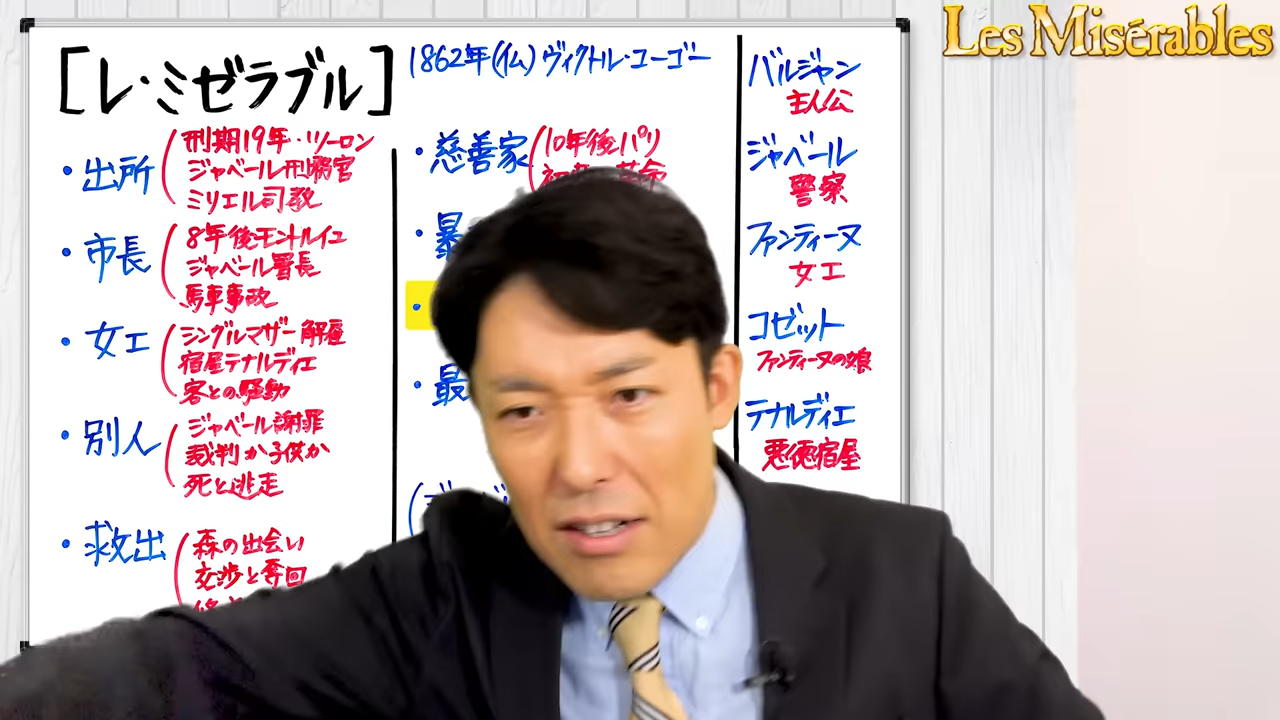 Les Misérables
[レ・ミゼラブル]
1862年(仏)ヴィクトル・ユーゴー
・出所
刑期19年・ツーロン
ジャベール刑務官
ミリエル司教
・市長
8年後モントルイユ
ジャベール署長
馬車事故
・女工
シングルマザー解雇
宿屋テナルディエ
客との騒動
・別人
ジャベール謝罪
裁判か子供か
死と逃走
・救出
森の出会い
交渉と奪回
・慈善家
10年後パリ
革命
・暴
・最
バルジャン
主人公
ジャベール
警察
ファンティーヌ
女工
コゼット
ファンティーヌの娘
テナルディエ
悪徳宿屋